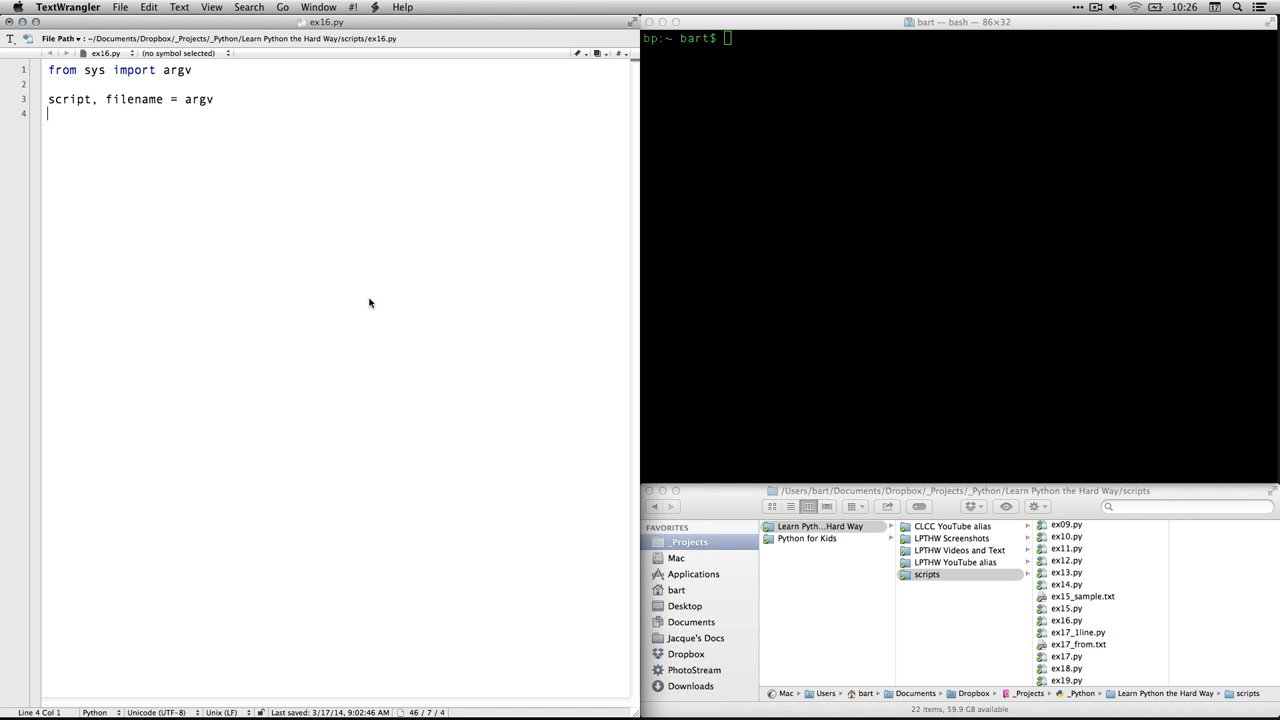 TextWrangler File Edit Text View Search Go Window #! Help 10:26 17
ex16.py
File Path ▾ : ~/Documents/Dropbox/_Projects/_Python/Learn Python the Hard Way/scripts/ex16.py
ex16.py (no symbol selected)
1 from sys import argv
2
3 script, filename = argv
4
Line 4 Col 1 Python Unicode (UTF-8) Unix (LF) Last saved: 3/17/14, 9:02:46 AM 46 / 7 / 4
bart — bash — 86×32
bp:~ bart$
/Users/bart/Documents/Dropbox/_Projects/_Python/Learn Python the Hard Way/scripts
FAVORITES
_Projects
Mac
Applications
bart
Desktop
Documents
Jacque's Docs
Dropbox
PhotoStream
Downloads
Learn Pyth...Hard Way
Python for Kids
CLCC YouTube alias
LPTHW Screenshots
LPTHW Videos and Text
LPTHW YouTube alias
scripts
ex09.py
ex10.py
ex11.py
ex12.py
ex13.py
ex14.py
ex15_sample.txt
ex15.py
ex16.py
ex17_1line.py
ex17_from.txt
ex17.py
ex18.py
ex19.py
Mac Users bart Documents Dropbox _Projects _Python Learn Python the Hard Way scripts
22 items, 59.9 GB available